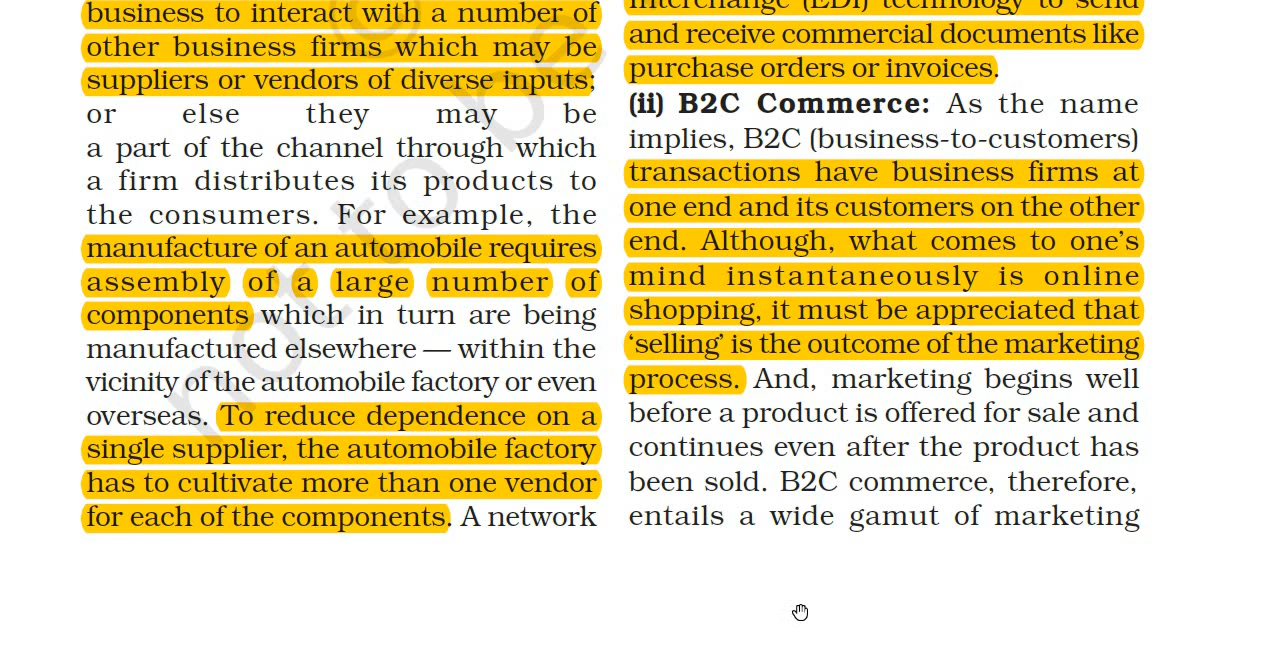 business to interact with a number of
other business firms which may be
suppliers or vendors of diverse inputs;
or else they may be
a part of the channel through which
a firm distributes its products to
the consumers. For example, the
manufacture of an automobile requires
assembly of a large number of
components which in turn are being
manufactured elsewhere — within the
vicinity of the automobile factory or even
overseas. To reduce dependence on a
single supplier, the automobile factory
has to cultivate more than one vendor
for each of the components. A network
Interchange (EDI) technology to send
and receive commercial documents like
purchase orders or invoices.
(ii) B2C Commerce: As the name
implies, B2C (business-to-customers)
transactions have business firms at
one end and its customers on the other
end. Although, what comes to one’s
mind instantaneously is online
shopping, it must be appreciated that
‘selling’ is the outcome of the marketing
process. And, marketing begins well
before a product is offered for sale and
continues even after the product has
been sold. B2C commerce, therefore,
entails a wide gamut of marketing
©
not to be